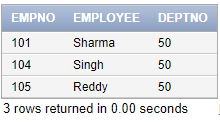 EMPNO EMPLOYEE DEPTNO
101 Sharma 50
104 Singh 50
105 Reddy 50
3 rows returned in 0.00 seconds